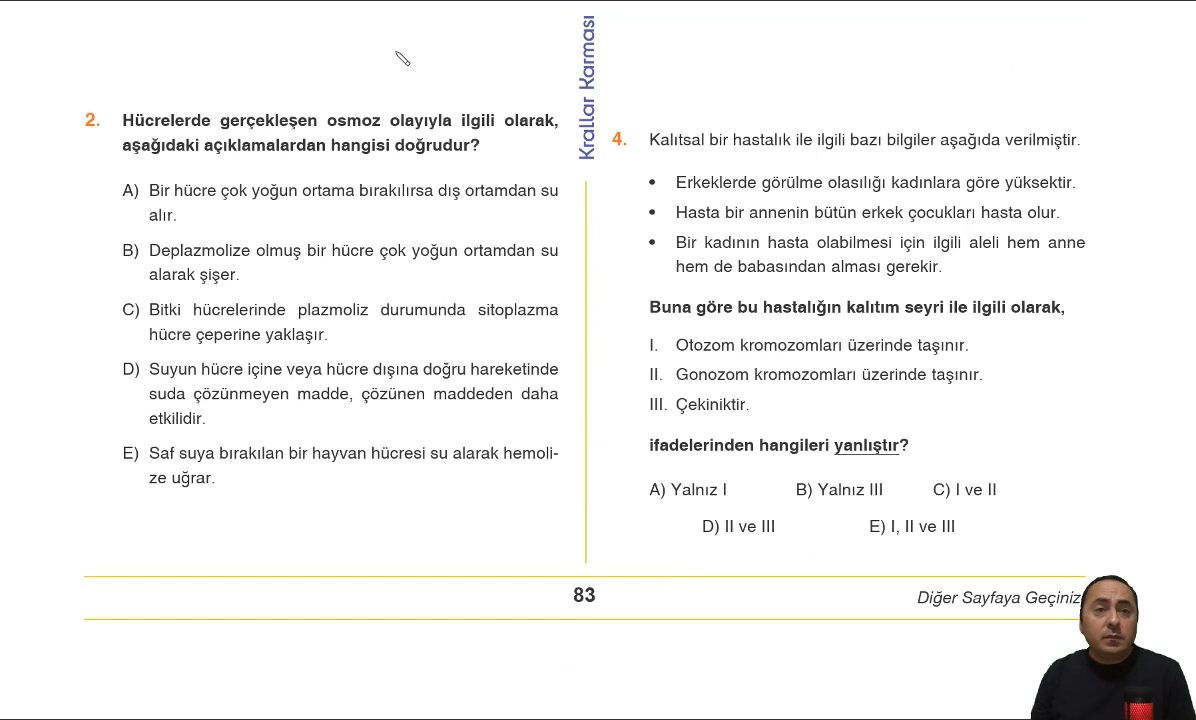 2. Hücrelerde gerçekleşen osmoz olayıyla ilgili olarak,
aşağıdaki açıklamalardan hangisi doğrudur?
A) Bir hücre çok yoğun ortama bırakılırsa dış ortamdan su
alır.
B) Deplazmolize olmuş bir hücre çok yoğun ortamdan su
alarak şişer.
C) Bitki hücrelerinde plazmoliz durumunda sitoplazma
hücre çeperine yaklaşır.
D) Suyun hücre içine veya hücre dışına doğru hareketinde
suda çözünmeyen madde, çözünen maddeden daha
etkilidir.
E) Saf suya bırakılan bir hayvan hücresi su alarak hemoli-
ze uğrar.
Krallar Karması
4. Kalıtsal bir hastalık ile ilgili bazı bilgiler aşağıda verilmiştir.
• Erkeklerde görülme olasılığı kadınlara göre yüksektir.
• Hasta bir annenin bütün erkek çocukları hasta olur.
• Bir kadının hasta olabilmesi için ilgili aleli hem anne
hem de babasından alması gerekir.
Buna göre bu hastalığın kalıtım seyri ile ilgili olarak,
I. Otozom kromozomları üzerinde taşınır.
II. Gonozom kromozomları üzerinde taşınır.
III. Çekiniktir.
ifadelerinden hangileri yanlıştır?
A) Yalnız I B) Yalnız III C) I ve II
D) II ve III E) I, II ve III
83
Diğer Sayfaya Geçiniz